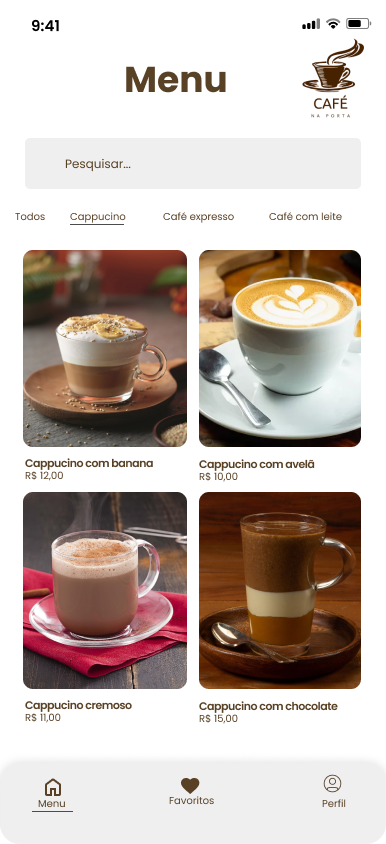 9:41
Menu
CAFÉ
NA PORTA
Pesquisar...
Todos Cappucino Café expresso Café com leite
Cappucino com banana
R$ 12,00
Cappucino com avelã
R$ 10,00
Cappucino cremoso
R$ 11,00
Cappucino com chocolate
R$ 15,00
Menu Favoritos Perfil